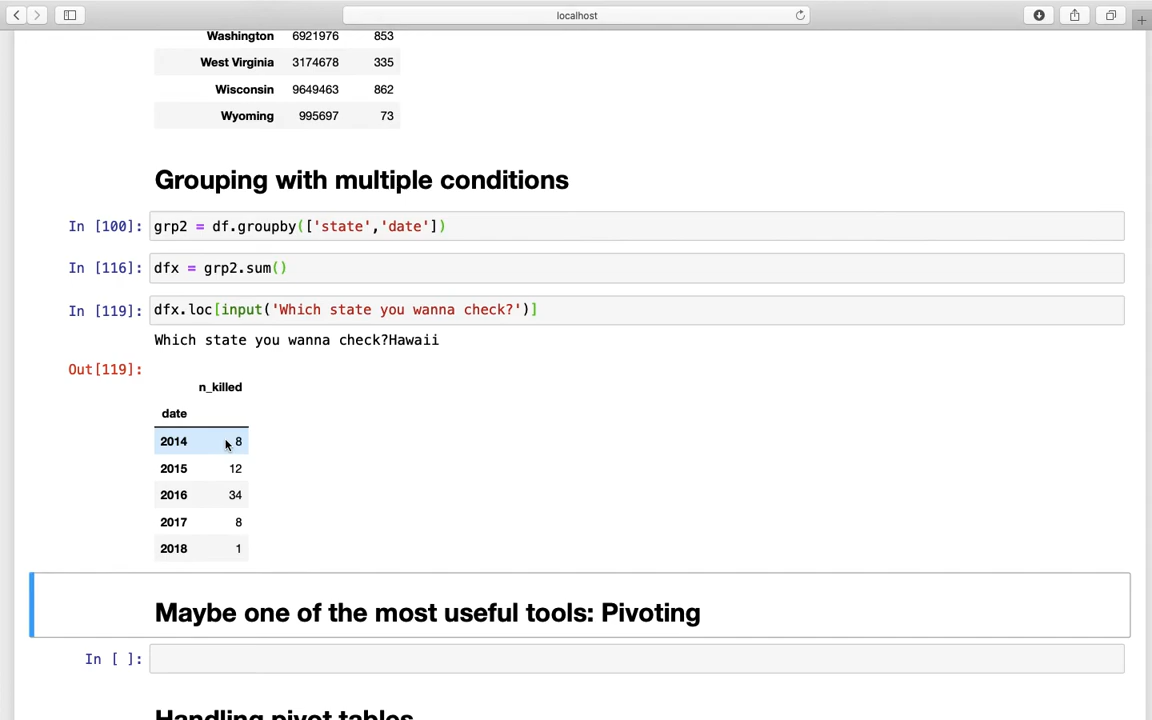 localhost
Washington 6921976 853
West Virginia 3174678 335
Wisconsin 9649463 862
Wyoming 995697 73
Grouping with multiple conditions
In [100]: grp2 = df.groupby(['state','date'])
In [116]: dfx = grp2.sum()
In [119]: dfx.loc[input('Which state you wanna check?')]
Which state you wanna check?Hawaii
Out[119]:
n_killed
date
2014 8
2015 12
2016 34
2017 8
2018 1
Maybe one of the most useful tools: Pivoting
In [ ]:
Handling pivot tables